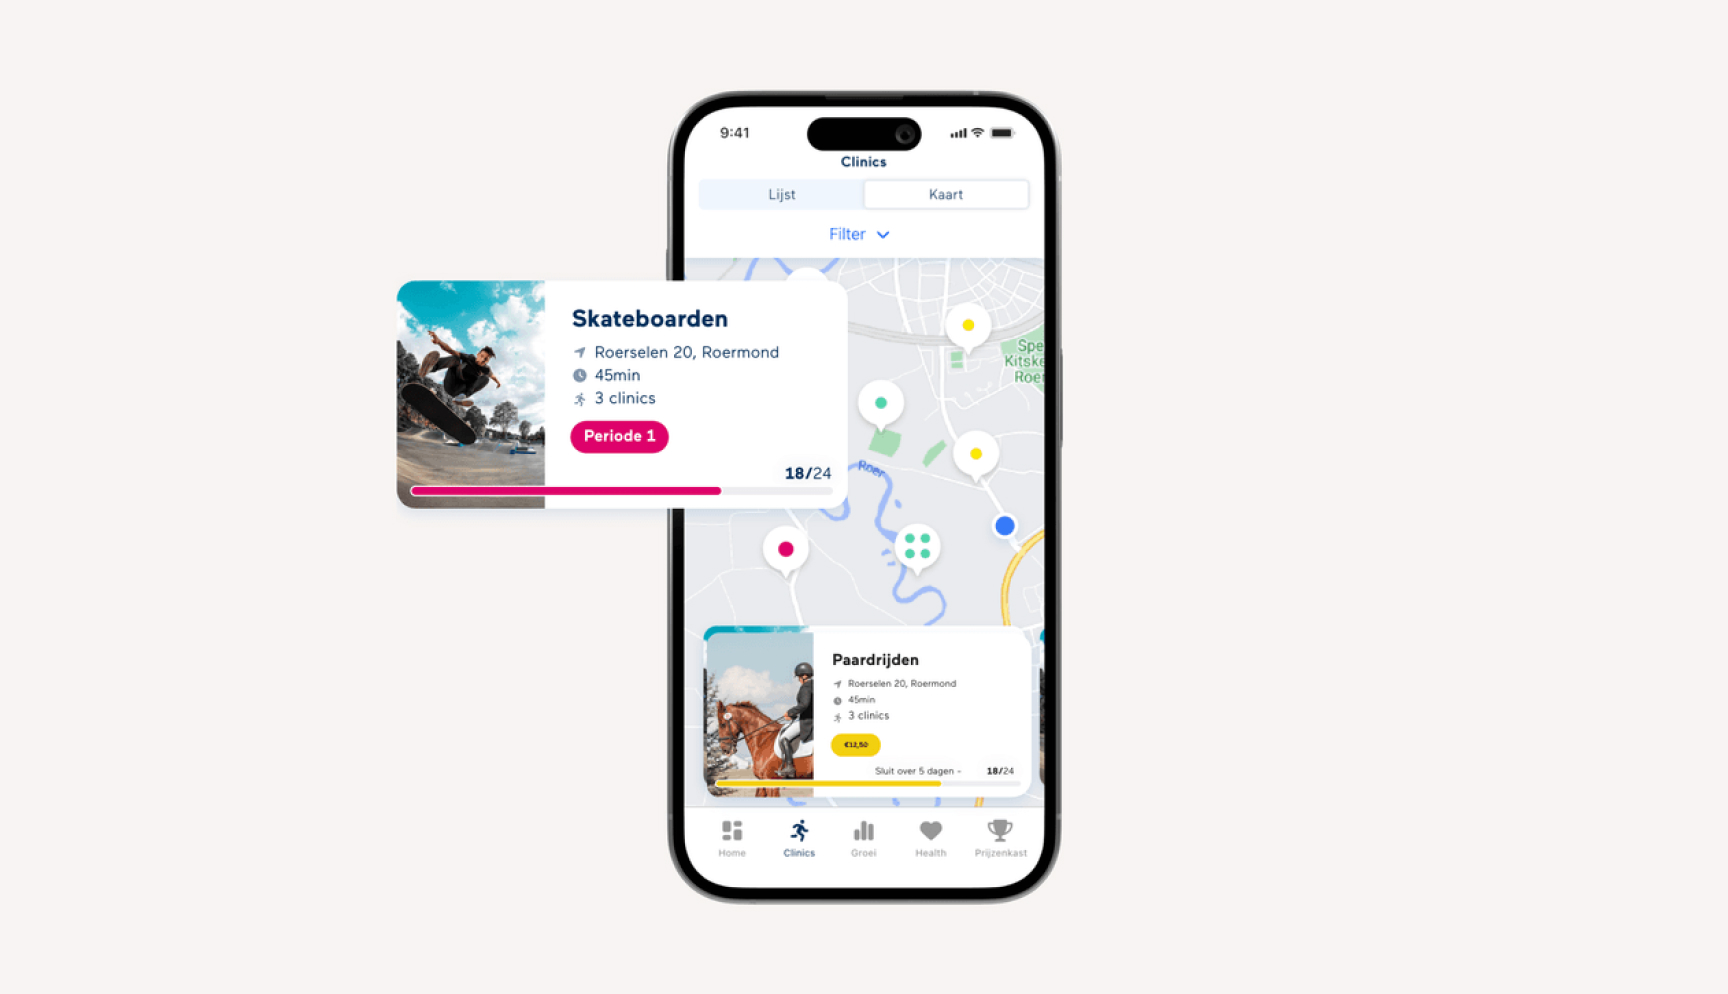 9:41
Clinics
Lijst
Kaart
Filter
Skateboarden
Roerselen 20, Roermond
45min
3 clinics
Periode 1
18/24
Spe
Kitske
Roer
Roer
Paardrijden
Roerselen 20, Roermond
45min
3 clinics
€12,50
Sluit over 5 dagen - 18/24
Home
Clinics
Groei
Health
Prijzenkast